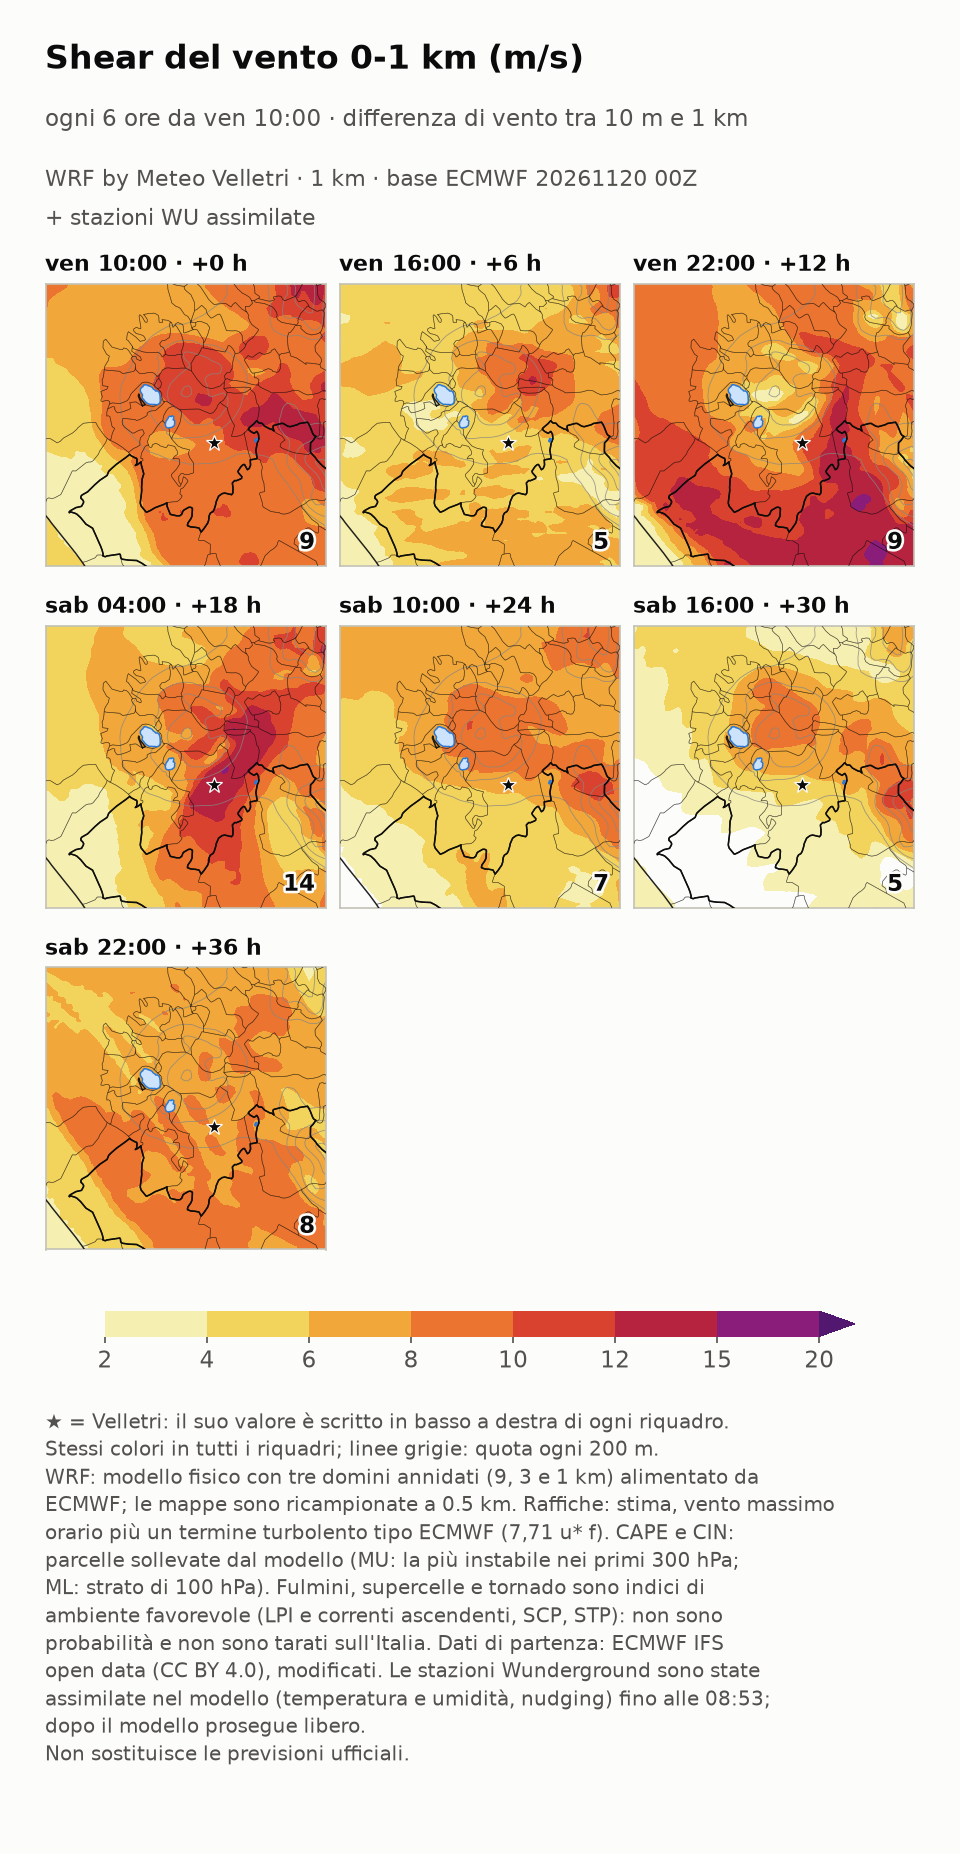 Shear del vento 0-1 km (m/s)
ogni 6 ore da ven 10:00 · differenza di vento tra 10 m e 1 km
WRF by Meteo Velletri · 1 km · base ECMWF 20261120 00Z
+ stazioni WU assimilate
ven 10:00 · +0 h
ven 16:00 · +6 h
ven 22:00 · +12 h
9
5
9
sab 04:00 · +18 h
sab 10:00 · +24 h
sab 16:00 · +30 h
14
7
5
sab 22:00 · +36 h
8
2 4 6 8 10 12 15 20
★ = Velletri: il suo valore è scritto in basso a destra di ogni riquadro.
Stessi colori in tutti i riquadri; linee grigie: quota ogni 200 m.
WRF: modello fisico con tre domini annidati (9, 3 e 1 km) alimentato da
ECMWF; le mappe sono ricampionate a 0.5 km. Raffiche: stima, vento massimo
orario più un termine turbolento tipo ECMWF (7,71 u* f). CAPE e CIN:
parcelle sollevate dal modello (MU: la più instabile nei primi 300 hPa;
ML: strato di 100 hPa). Fulmini, supercelle e tornado sono indici di
ambiente favorevole (LPI e correnti ascendenti, SCP, STP): non sono
probabilità e non sono tarati sull'Italia. Dati di partenza: ECMWF IFS
open data (CC BY 4.0), modificati. Le stazioni Wunderground sono state
assimilate nel modello (temperatura e umidità, nudging) fino alle 08:53;
dopo il modello prosegue libero.
Non sostituisce le previsioni ufficiali.